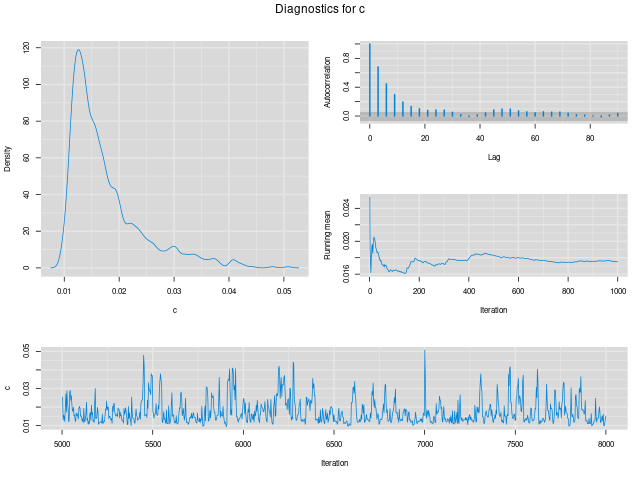 Diagnostics for c
Density
0 20 40 60 80 100 120
0.01 0.02 0.03 0.04 0.05
c
Autocorrelation
0.0 0.4 0.8
0 20 40 60 80
Lag
Running mean
0.016 0.020 0.024
0 200 400 600 800 1000
Iteration
c
0.01 0.03 0.05
5000 5500 6000 6500 7000 7500 8000
Iteration